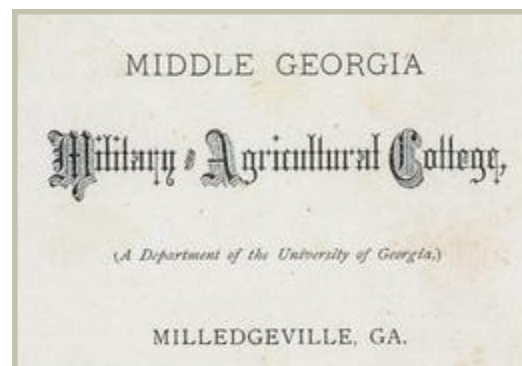 MIDDLE GEORGIA
Military & Agricultural College,
(A Department of the University of Georgia.)
MILLEDGEVILLE, GA.